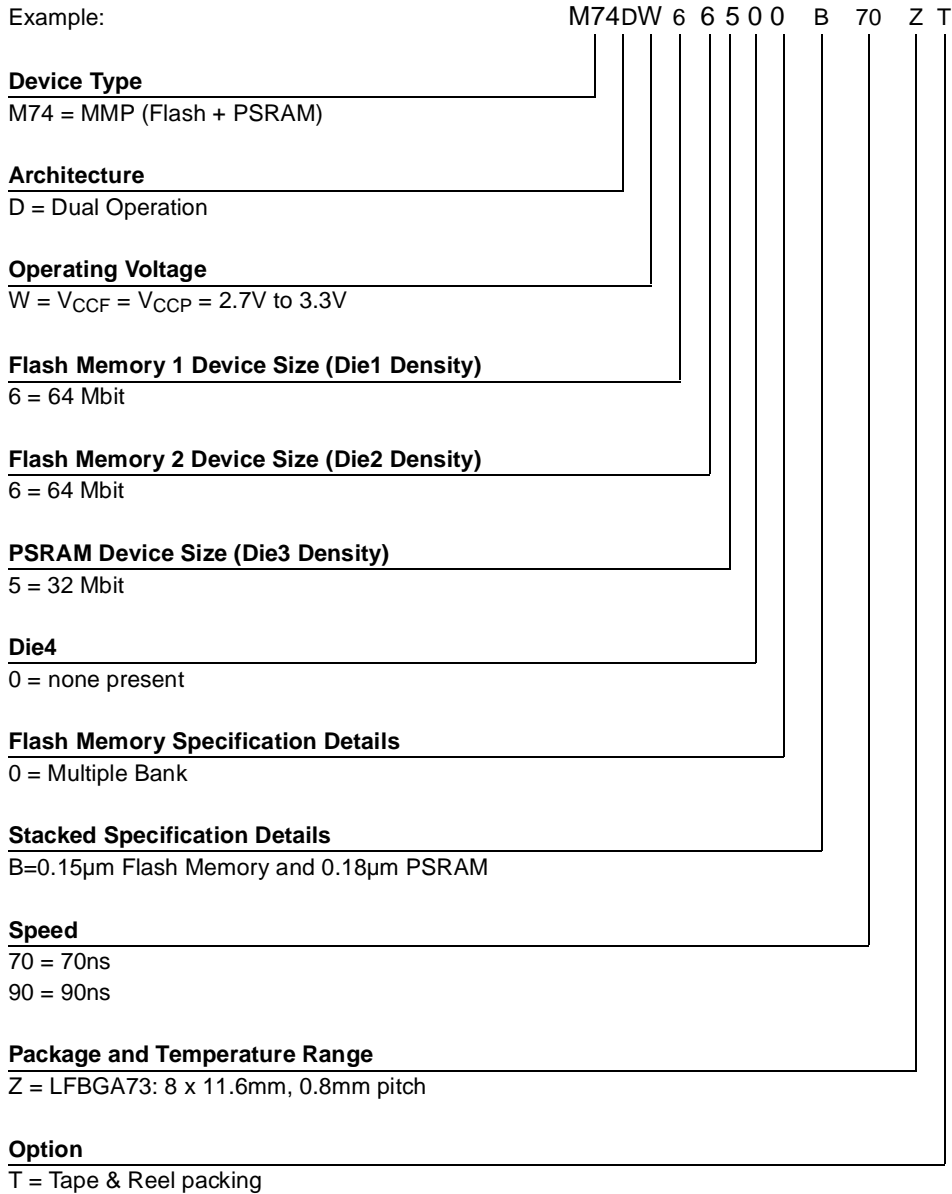 Example: M74DW 6 6 5 0 0 B 70 Z T
Device Type
M74 = MMP (Flash + PSRAM)
Architecture
D = Dual Operation
Operating Voltage
W = VCCF = VCCP = 2.7V to 3.3V
Flash Memory 1 Device Size (Die1 Density)
6 = 64 Mbit
Flash Memory 2 Device Size (Die2 Density)
6 = 64 Mbit
PSRAM Device Size (Die3 Density)
5 = 32 Mbit
Die4
0 = none present
Flash Memory Specification Details
0 = Multiple Bank
Stacked Specification Details
B=0.15µm Flash Memory and 0.18µm PSRAM
Speed
70 = 70ns
90 = 90ns
Package and Temperature Range
Z = LFBGA73: 8 x 11.6mm, 0.8mm pitch
Option
T = Tape & Reel packing